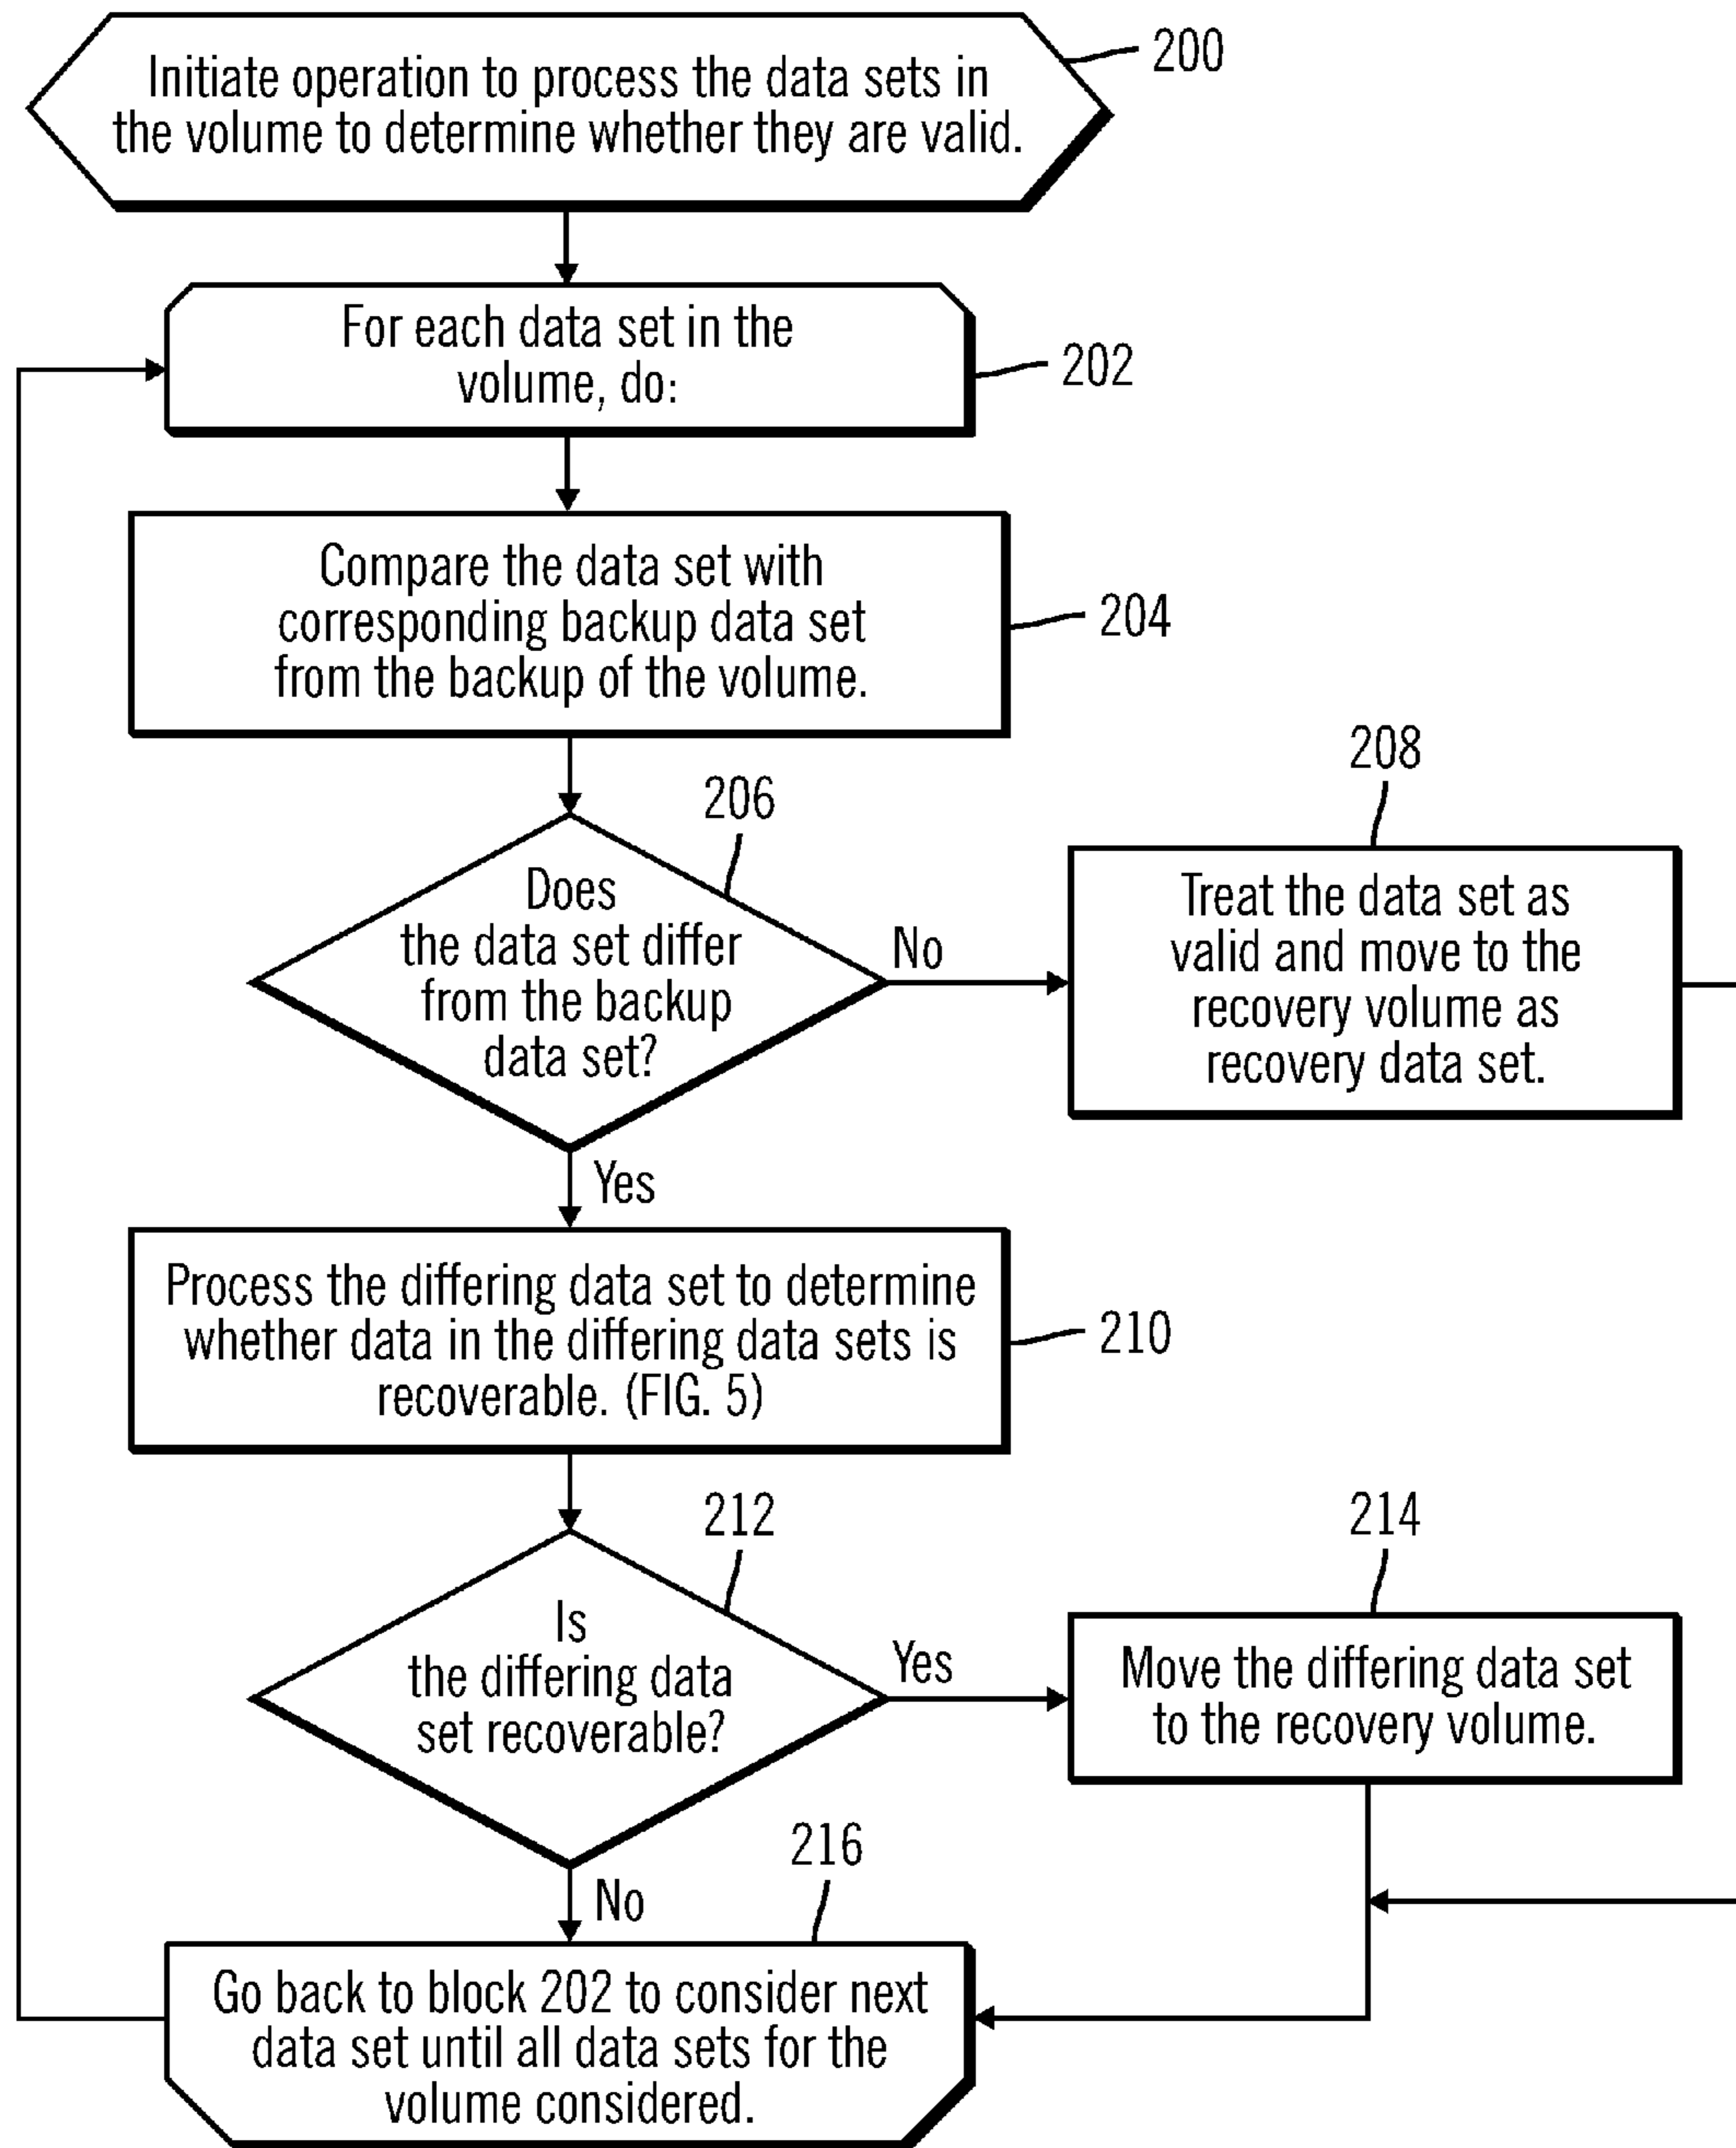 Initiate operation to process the data sets in
the volume to determine whether they are valid.
200
For each data set in the
volume, do:
202
Compare the data set with
corresponding backup data set
from the backup of the volume.
204
206
Does
the data set differ
from the backup
data set?
No
Yes
208
Treat the data set as
valid and move to the
recovery volume as
recovery data set.
Process the differing data set to determine
whether data in the differing data sets is
recoverable. (FIG. 5)
210
212
Is
the differing data
set recoverable?
Yes
No
214
Move the differing data set
to the recovery volume.
216
Go back to block 202 to consider next
data set until all data sets for the
volume considered.